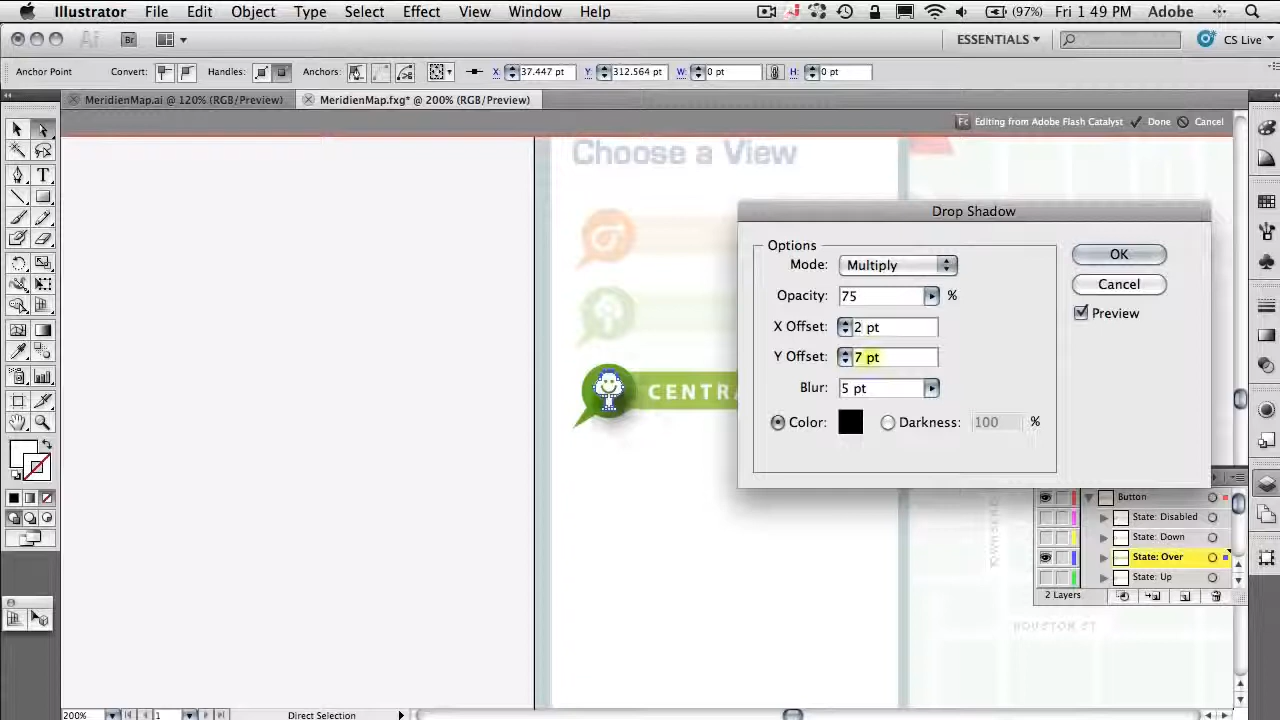 Illustrator File Edit Object Type Select Effect View Window Help (97%) Fri 1:49 PM Adobe
Ai Br ESSENTIALS CS Live
Anchor Point Convert: Handles: Anchors: X: 37.447 pt Y: 312.564 pt W: 0 pt H: 0 pt
MeridienMap.ai @ 120% (RGB/Preview) MeridienMap.fxg* @ 200% (RGB/Preview)
Fc Editing from Adobe Flash Catalyst Done Cancel
Choose a View
Drop Shadow
Options
Mode: Multiply
OK
Opacity: 75 %
Cancel
X Offset: 2 pt
Preview
Y Offset: 7 pt
Blur: 5 pt
CENTRA
Color: Darkness: 100 %
Button
State: Disabled
State: Down
State: Over
State: Up
2 Layers
HOUSTON ST
200% 1 Direct Selection